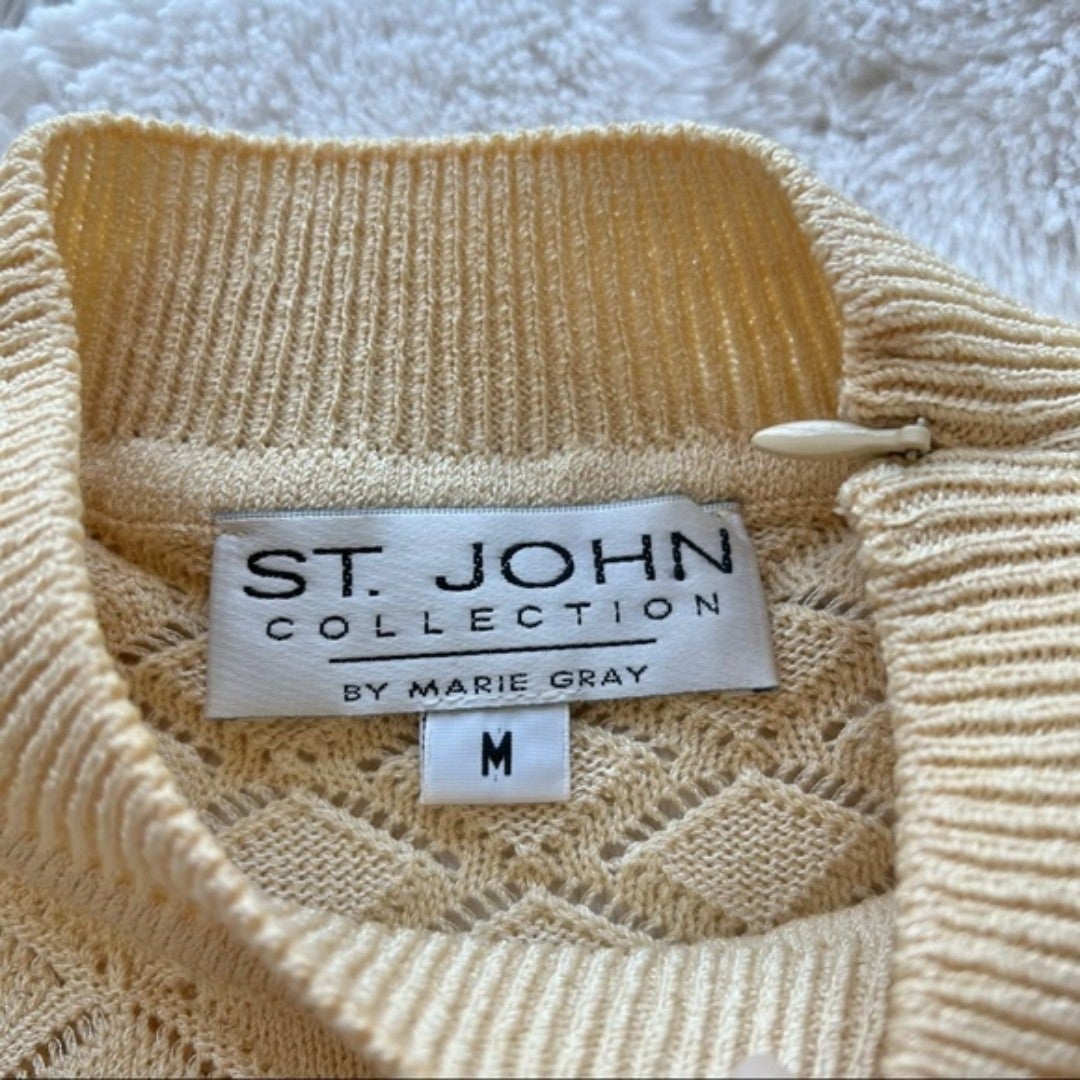 ST. JOHN
COLLECTION
BY MARIE GRAY
M